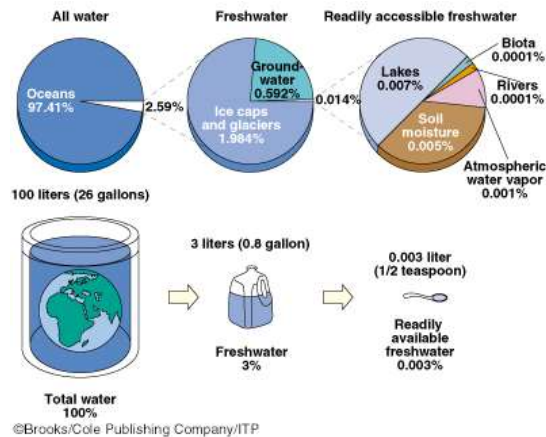 All water
Freshwater
Readily accessible freshwater
Oceans
97.41%
2.59%
Ground-
water
0.592%
Ice caps
and glaciers
1.984%
0.014%
Lakes
0.007%
Soil
moisture
0.005%
Biota
0.0001%
Rivers
0.0001%
Atmospheric
water vapor
0.001%
100 liters (26 gallons)
3 liters (0.8 gallon)
0.003 liter
(1/2 teaspoon)
Total water
100%
Freshwater
3%
Readily
available
freshwater
0.003%
©Brooks/Cole Publishing Company/ITP